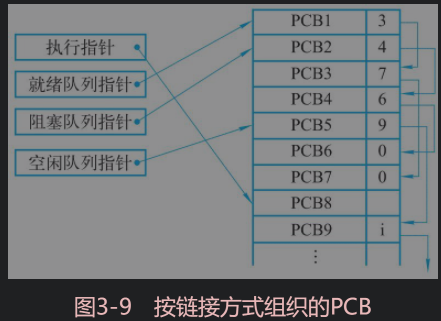 执行指针
就绪队列指针
阻塞队列指针
空闲队列指针
PCB1 3
PCB2 4
PCB3 7
PCB4 6
PCB5 9
PCB6 0
PCB7 0
PCB8
PCB9 i
⋮
图3-9 按链接方式组织的PCB